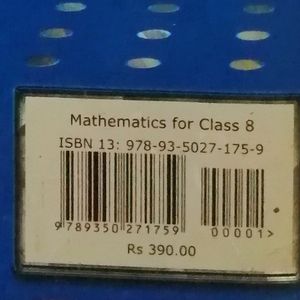 Mathematics for Class 8
ISBN 13: 978-93-5027-175-9
9 789350 271759 00001>
Rs 390.00